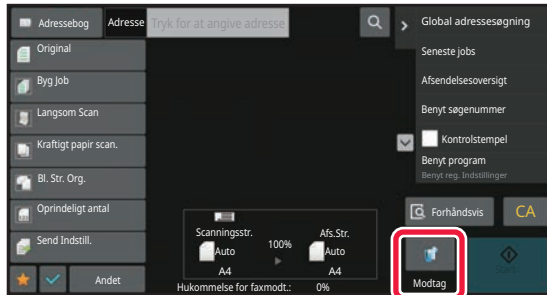 Adressebog
Adresse
Tryk for at angive adresse
Global adressesøgning
Original
Seneste jobs
Byg Job
Afsendelsesoversigt
Langsom Scan
Benyt søgenummer
Kraftigt papir scan.
Kontrolstempel
Bl. Str. Org.
Benyt program
Benyt reg. Indstillinger
Oprindeligt antal
Forhåndsvis
CA
Send Indstill.
Scanningsstr.
Auto
A4
100%
Afs.Str.
Auto
A4
Hukommelse for faxmodt.: 0%
Andet
Modtag
Start